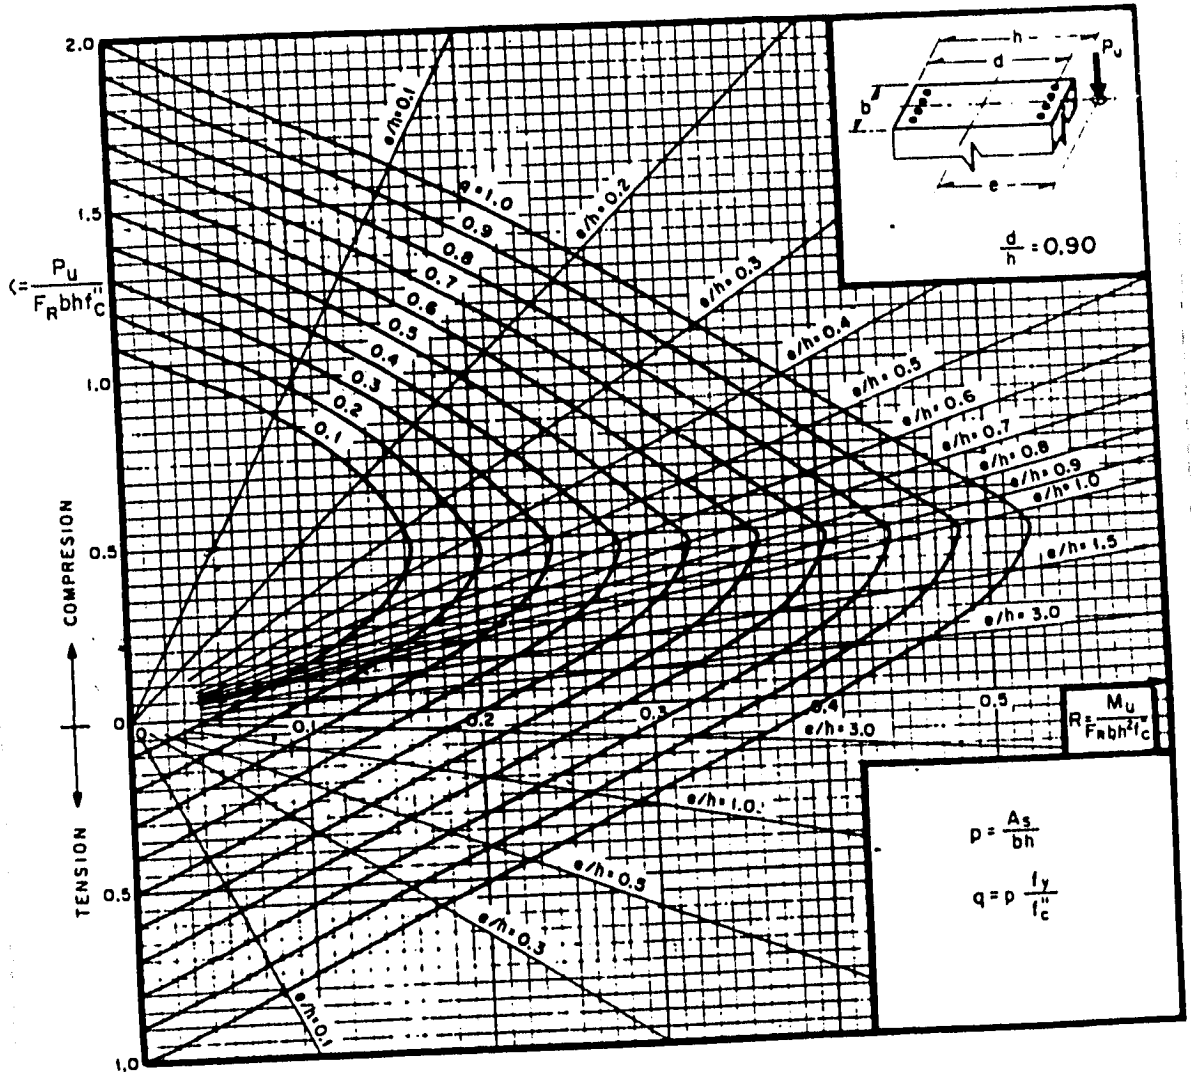 2.0
1.5
1.0
0.5
0
0.5
1.0
K = Pu / FR bhf"c
COMPRESION
TENSION
e/h=0.1
e/h=0.2
e/h=0.3
e/h=0.4
e/h=0.5
e/h=0.6
e/h=0.7
e/h=0.8
e/h=0.9
e/h=1.0
e/h=1.5
e/h=3.0
q=1.0
0.9
0.8
0.7
0.6
0.5
0.4
0.3
0.2
0.1
0
0.1
0.2
0.3
0.4
0.5
e/h=3.0
e/h=1.0
e/h=0.5
e/h=0.3
e/h=0.1
R = Mu / FR bh²f"c
h
d
Pu
b
e
d/h = 0.90
p = As / bh
q = p fy / f"c